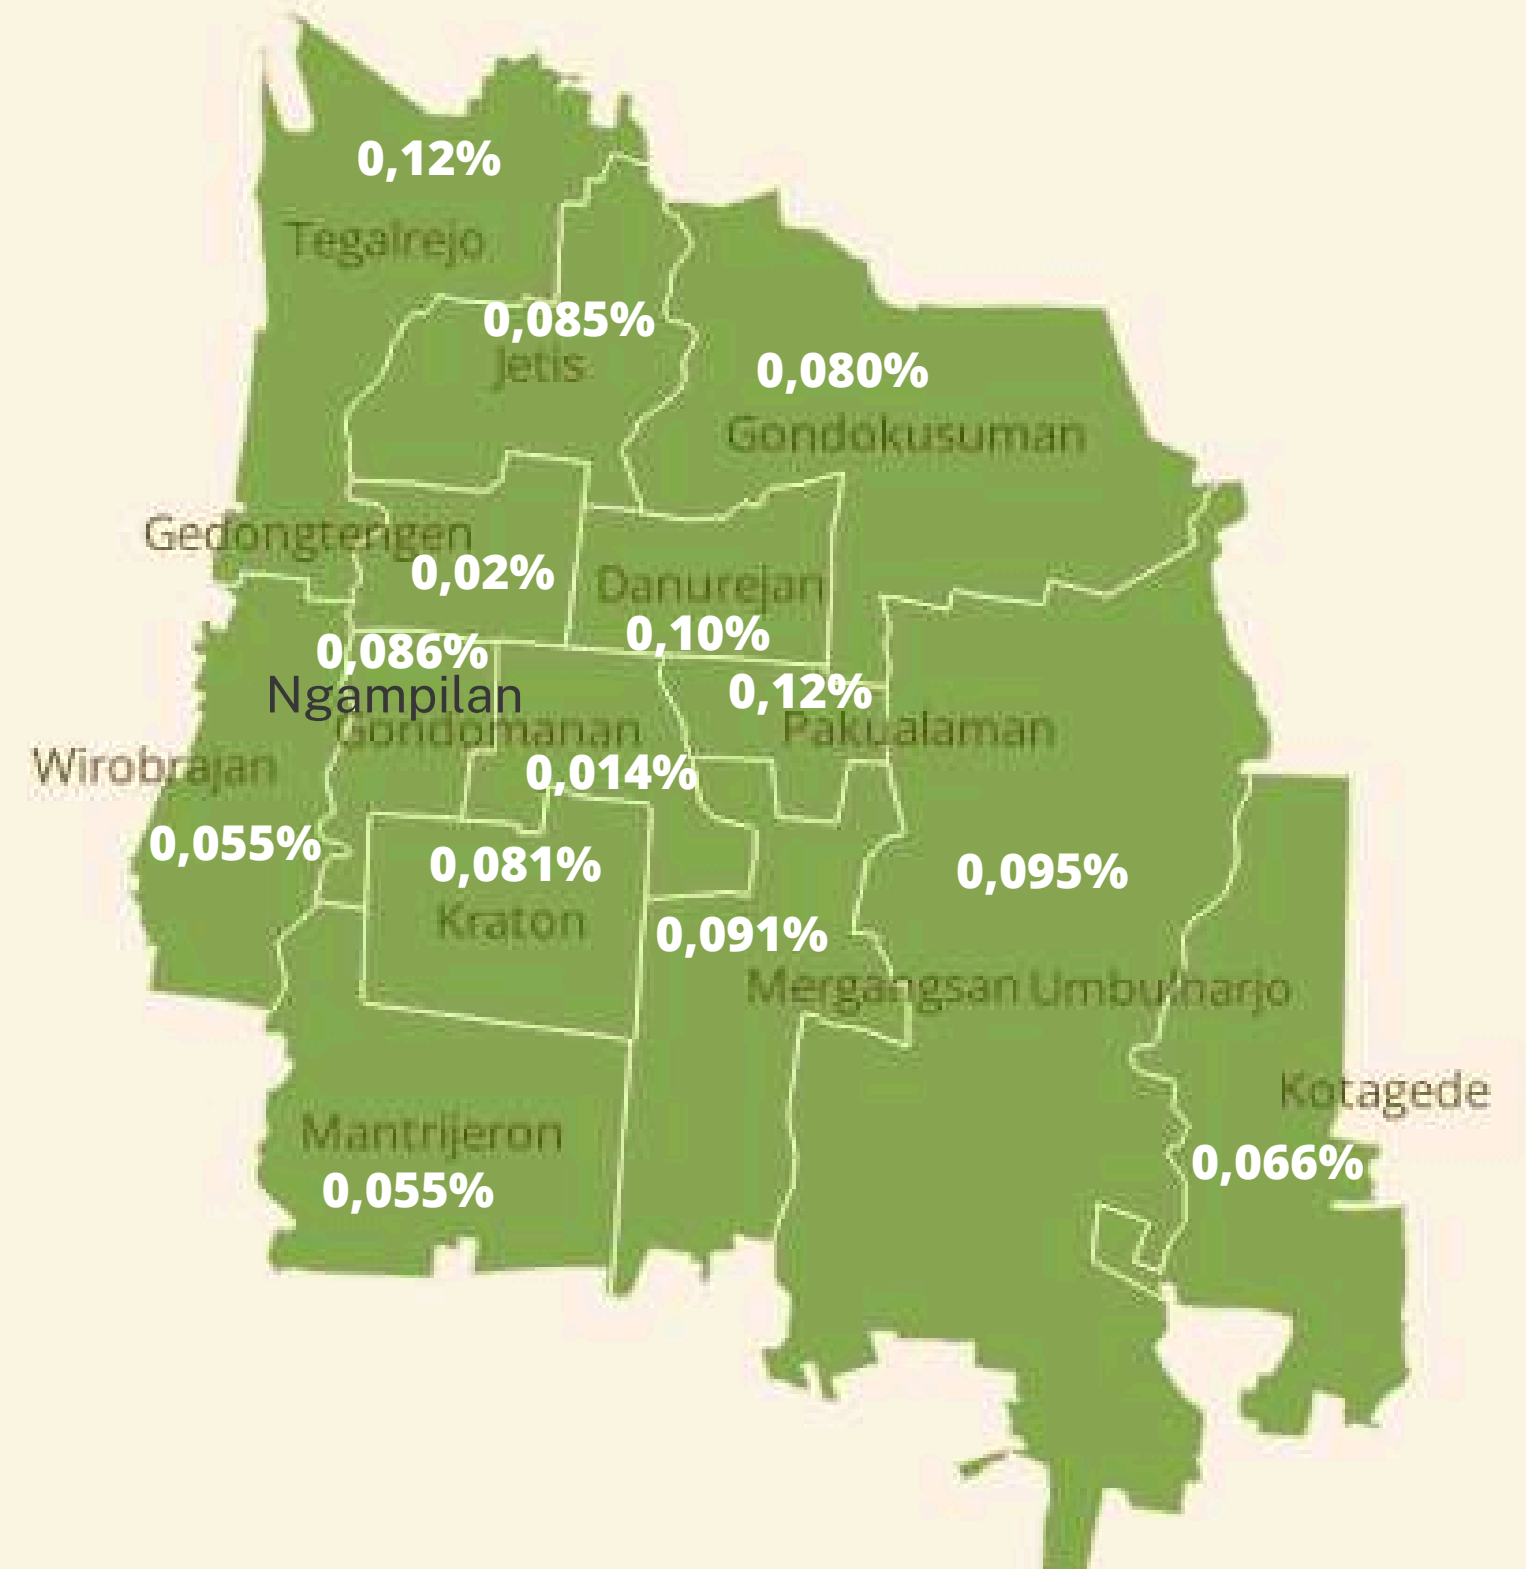 0,12%
Tegalrejo
0,085%
Jetis
0,080%
Gondokusuman
Gedongtengen
0,02%
Danurejan
0,10%
0,086%
Ngampilan
0,12%
Gondomanan
Pakualaman
Wirobrajan
0,014%
0,055%
0,081%
Kraton
0,095%
0,091%
Mergangsan
Umbulharjo
Kotagede
Mantrijeron
0,066%
0,055%